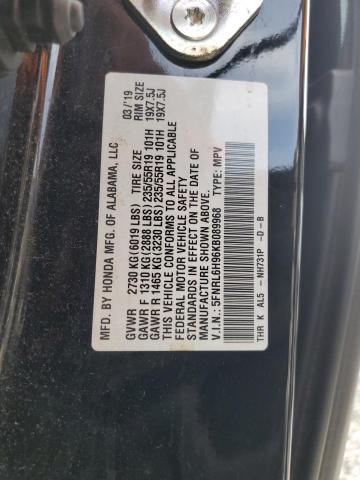 MFD. BY HONDA MFG. OF ALABAMA, LLC 03/'19
GVWR 2730 KG(6019 LBS) TIRE SIZE RIM SIZE
GAWR F 1310 KG(2888 LBS) 235/55R19 101H 19X7.5J
GAWR R 1465 KG(3230 LBS) 235/55R19 101H 19X7.5J
THIS VEHICLE CONFORMS TO ALL APPLICABLE
FEDERAL MOTOR VEHICLE SAFETY
STANDARDS IN EFFECT ON THE DATE OF
MANUFACTURE SHOWN ABOVE.
V.I.N.: 5FNRL6H96KB089968 TYPE: MPV
THR K AL5 -NH731P -D-B